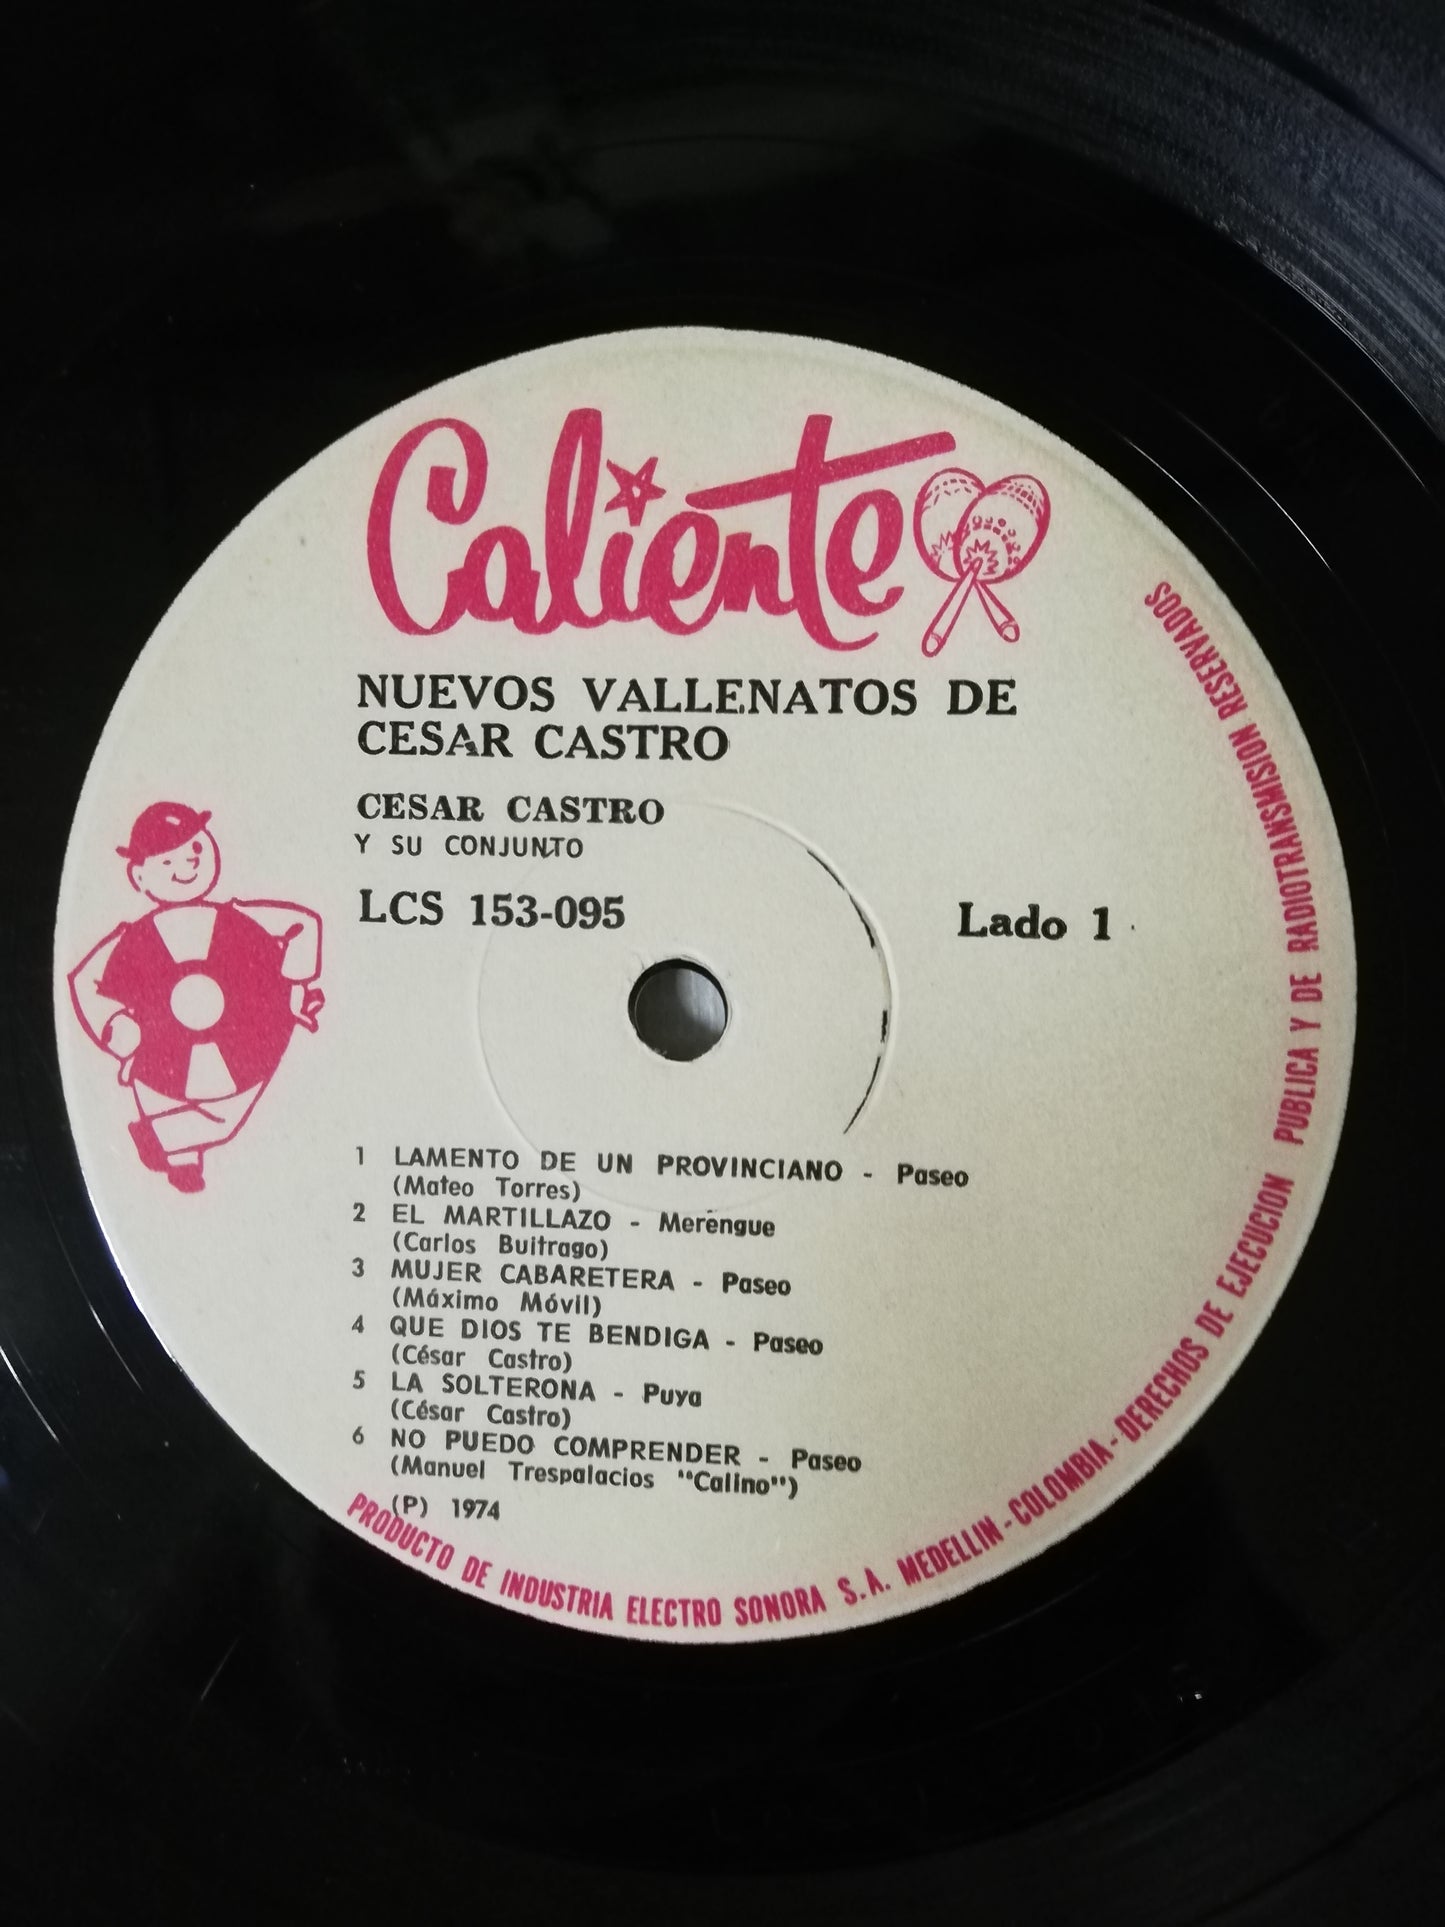 Caliente
NUEVOS VALLENATOS DE
CESAR CASTRO
CESAR CASTRO
Y SU CONJUNTO
LCS 153-095
Lado 1
1 LAMENTO DE UN PROVINCIANO - Paseo
(Mateo Torres)
2 EL MARTILLAZO - Merengue
(Carlos Buitrago)
3 MUJER CABARETERA - Paseo
(Máximo Móvil)
4 QUE DIOS TE BENDIGA - Paseo
(César Castro)
5 LA SOLTERONA - Puya
(César Castro)
6 NO PUEDO COMPRENDER - Paseo
(Manuel Trespalacios "Calino")
(P) 1974
PRODUCTO DE INDUSTRIA ELECTRO SONORA S.A. MEDELLIN - COLOMBIA - DERECHOS DE EJECUCION PUBLICA Y DE RADIOTRANSMISION RESERVADOS